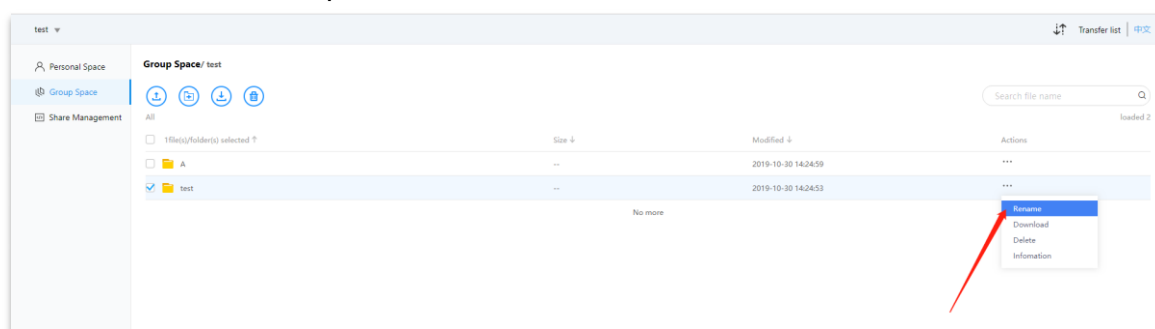 test
Transfer list | 中文
Personal Space
Group Space/ test
Group Space
Search file name
Share Management
All
loaded 2
1file(s)/folder(s) selected ↑ Size ↓ Modified ↓ Actions
A -- 2019-10-30 14:24:59 ...
test -- 2019-10-30 14:24:53 ...
No more
Rename
Download
Delete
Infomation